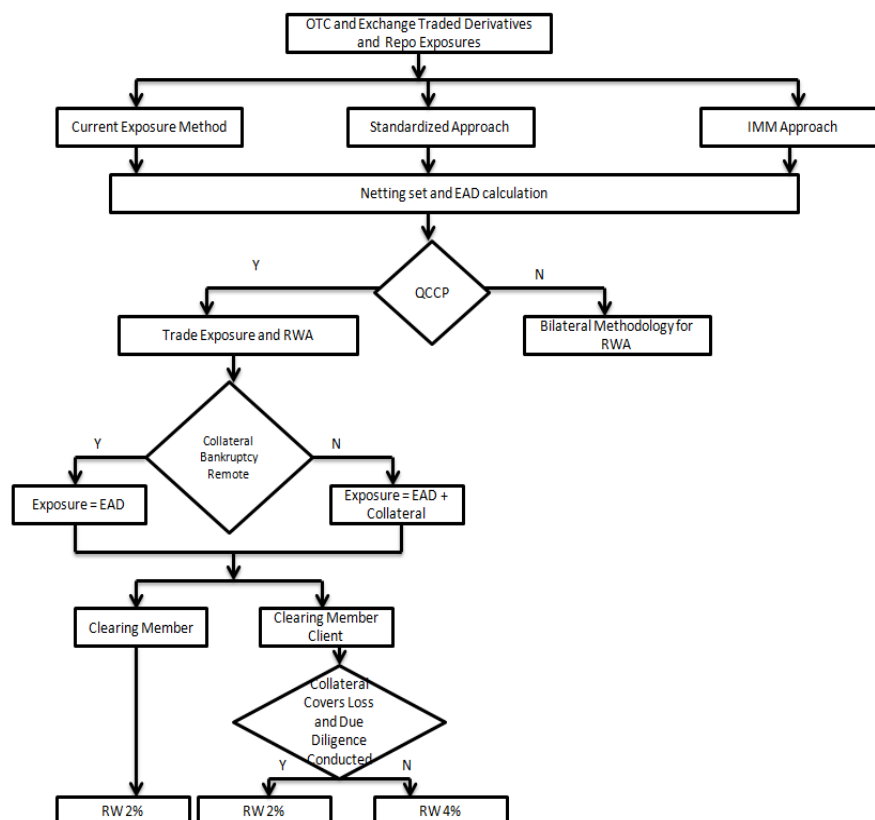 OTC and Exchange Traded Derivatives
and Repo Exposures
Current Exposure Method
Standardized Approach
IMM Approach
Netting set and EAD calculation
Y
N
QCCP
Trade Exposure and RWA
Bilateral Methodology for
RWA
Y
N
Collateral
Bankruptcy
Remote
Exposure = EAD
Exposure = EAD +
Collateral
Clearing Member
Clearing Member
Client
Collateral
Covers Loss
and Due
Diligence
Conducted
Y
N
RW 2%
RW 2%
RW 4%